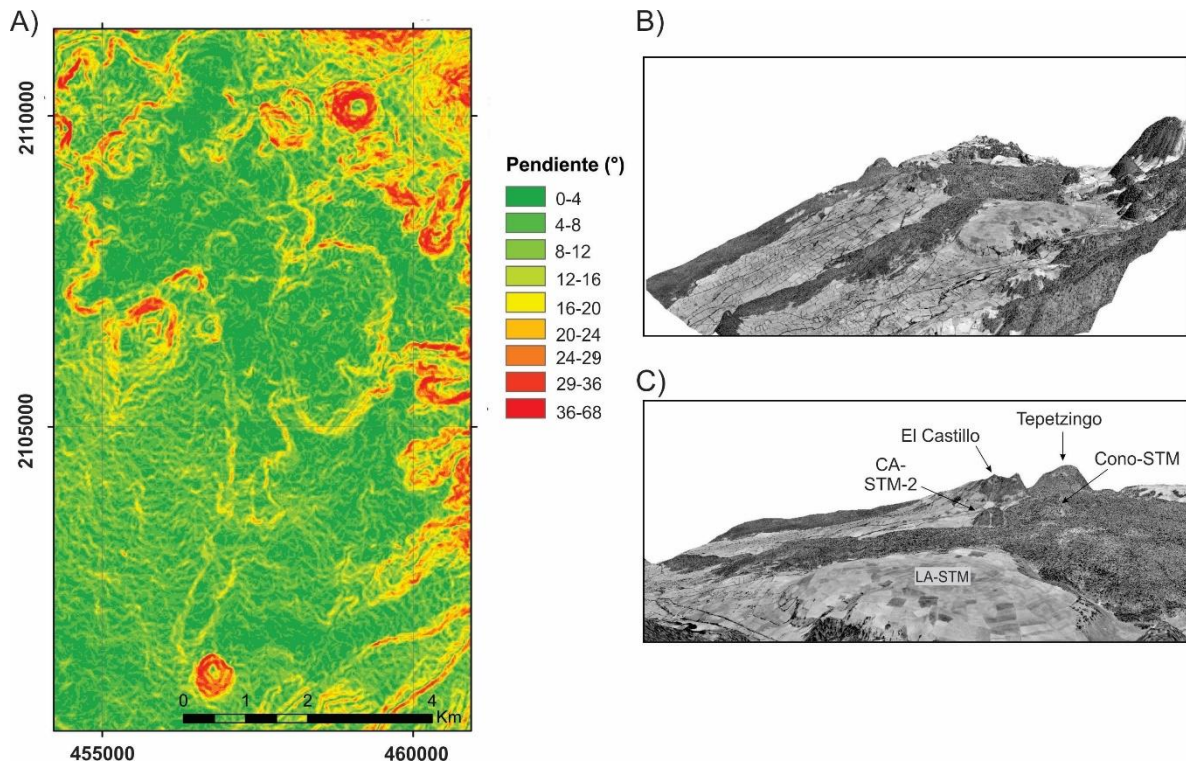 A)
2110000
2105000
455000
460000
0
1
2
4
Km
Pendiente (°)
0-4
4-8
8-12
12-16
16-20
20-24
24-29
29-36
36-68
B)
C)
El Castillo
Tepetzingo
CA-
STM-2
Cono-STM
LA-STM